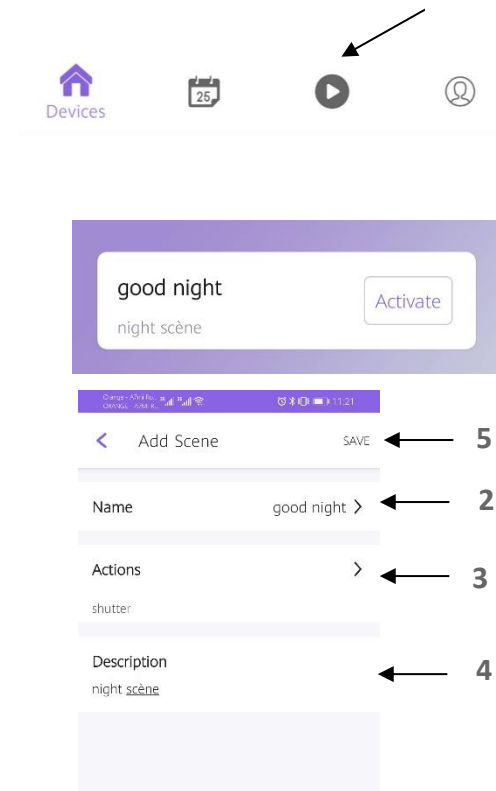 25
Devices
good night
Activate
night scène
11:21
Add Scene
SAVE
5
Name
good night
2
Actions
3
shutter
Description
4
night scène